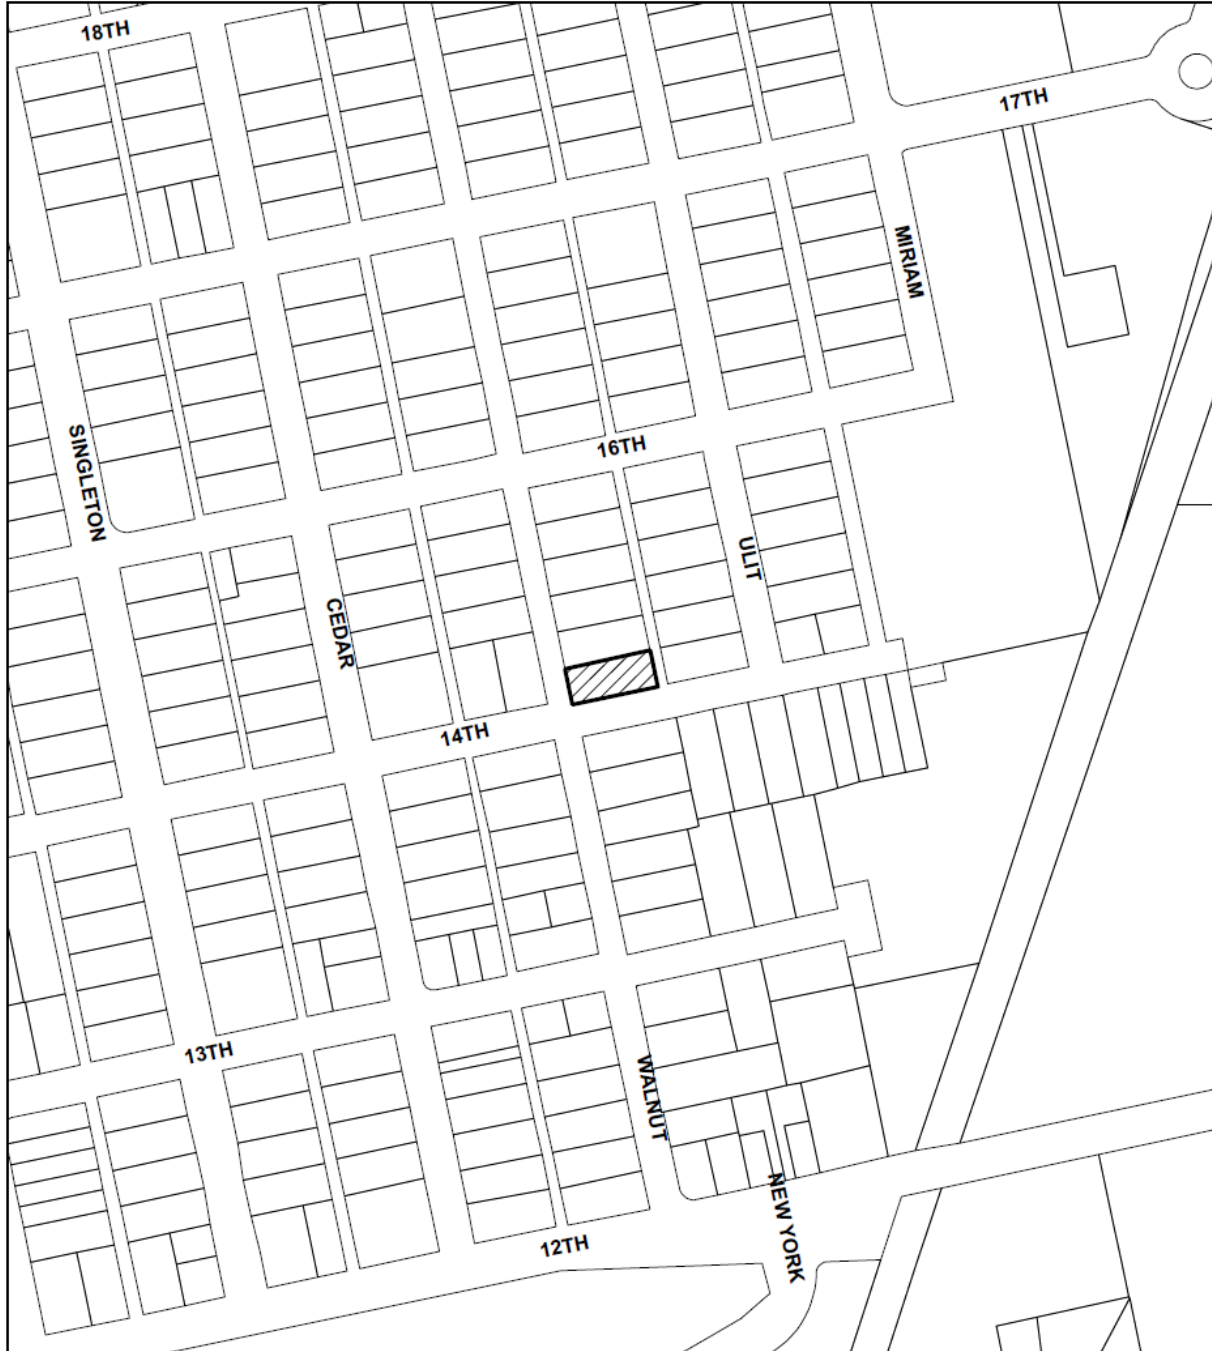 18TH
17TH
MIRIAM
16TH
SINGLETON
ULIT
CEDAR
14TH
13TH
WALNUT
NEW YORK
12TH